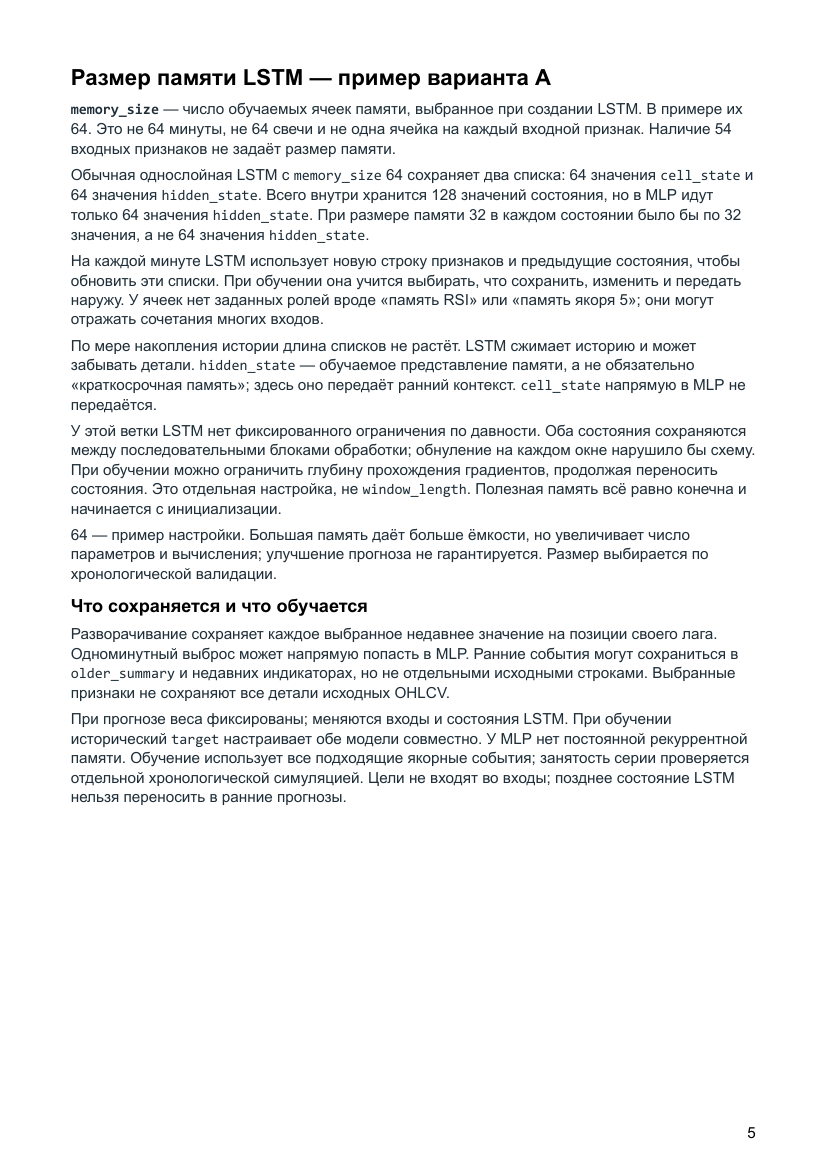 Размер памяти LSTM — пример варианта A
memory_size — число обучаемых ячеек памяти, выбранное при создании LSTM. В примере их
64. Это не 64 минуты, не 64 свечи и не одна ячейка на каждый входной признак. Наличие 54
входных признаков не задаёт размер памяти.
Обычная однослойная LSTM с memory_size 64 сохраняет два списка: 64 значения cell_state и
64 значения hidden_state. Всего внутри хранится 128 значений состояния, но в MLP идут
только 64 значения hidden_state. При размере памяти 32 в каждом состоянии было бы по 32
значения, а не 64 значения hidden_state.
На каждой минуте LSTM использует новую строку признаков и предыдущие состояния, чтобы
обновить эти списки. При обучении она учится выбирать, что сохранить, изменить и передать
наружу. У ячеек нет заданных ролей вроде «память RSI» или «память якоря 5»; они могут
отражать сочетания многих входов.
По мере накопления истории длина списков не растёт. LSTM сжимает историю и может
забывать детали. hidden_state — обучаемое представление памяти, а не обязательно
«краткосрочная память»; здесь оно передаёт ранний контекст. cell_state напрямую в MLP не
передаётся.
У этой ветки LSTM нет фиксированного ограничения по давности. Оба состояния сохраняются
между последовательными блоками обработки; обнуление на каждом окне нарушило бы схему.
При обучении можно ограничить глубину прохождения градиентов, продолжая переносить
состояния. Это отдельная настройка, не window_length. Полезная память всё равно конечна и
начинается с инициализации.
64 — пример настройки. Большая память даёт больше ёмкости, но увеличивает число
параметров и вычисления; улучшение прогноза не гарантируется. Размер выбирается по
хронологической валидации.
Что сохраняется и что обучается
Разворачивание сохраняет каждое выбранное недавнее значение на позиции своего лага.
Одноминутный выброс может напрямую попасть в MLP. Ранние события могут сохраниться в
older_summary и недавних индикаторах, но не отдельными исходными строками. Выбранные
признаки не сохраняют все детали исходных OHLCV.
При прогнозе веса фиксированы; меняются входы и состояния LSTM. При обучении
исторический target настраивает обе модели совместно. У MLP нет постоянной рекуррентной
памяти. Обучение использует все подходящие якорные события; занятость серии проверяется
отдельной хронологической симуляцией. Цели не входят во входы; позднее состояние LSTM
нельзя переносить в ранние прогнозы.
5